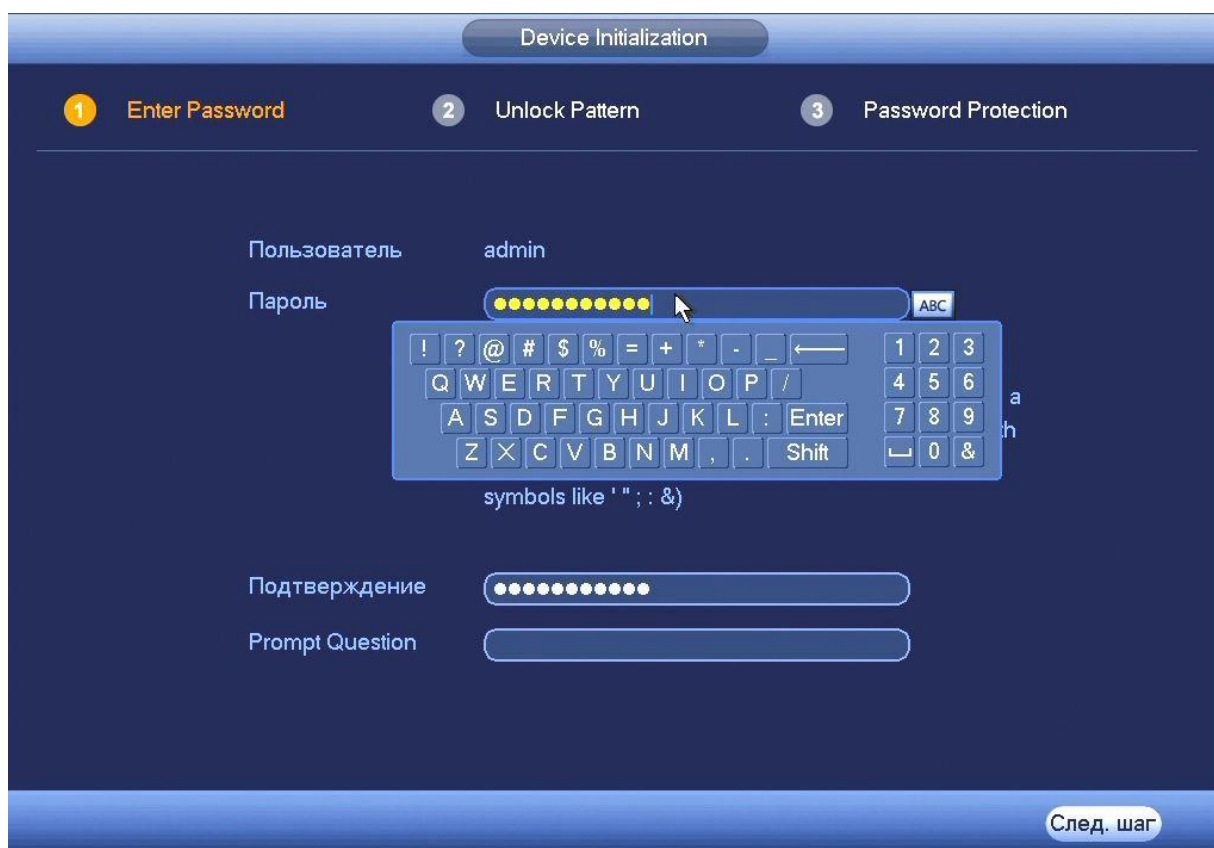 Device Initialization
1 Enter Password 2 Unlock Pattern 3 Password Protection
Пользователь admin
Пароль ●●●●●●●●●●● ABC
! ? @ # $ % = + * - _ ← 1 2 3
Q W E R T Y U I O P / 4 5 6
a
A S D F G H J K L : Enter 7 8 9
th
Z X C V B N M , . Shift ⌴ 0 &
symbols like ' " ; : &)
Подтверждение ●●●●●●●●●●●
Prompt Question
След. шаг